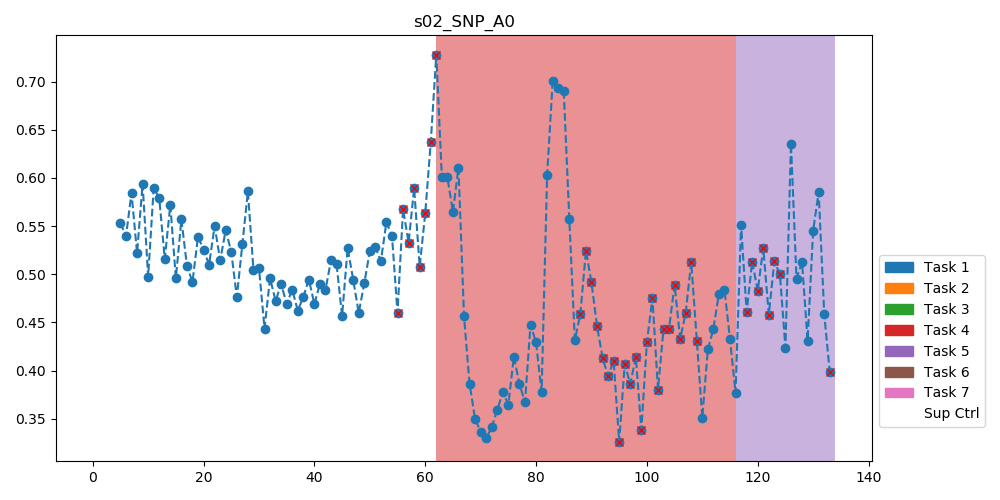 s02_SNP_A0
0.70
0.65
0.60
0.55
0.50
0.45
0.40
0.35
0 20 40 60 80 100 120 140
Task 1
Task 2
Task 3
Task 4
Task 5
Task 6
Task 7
Sup Ctrl